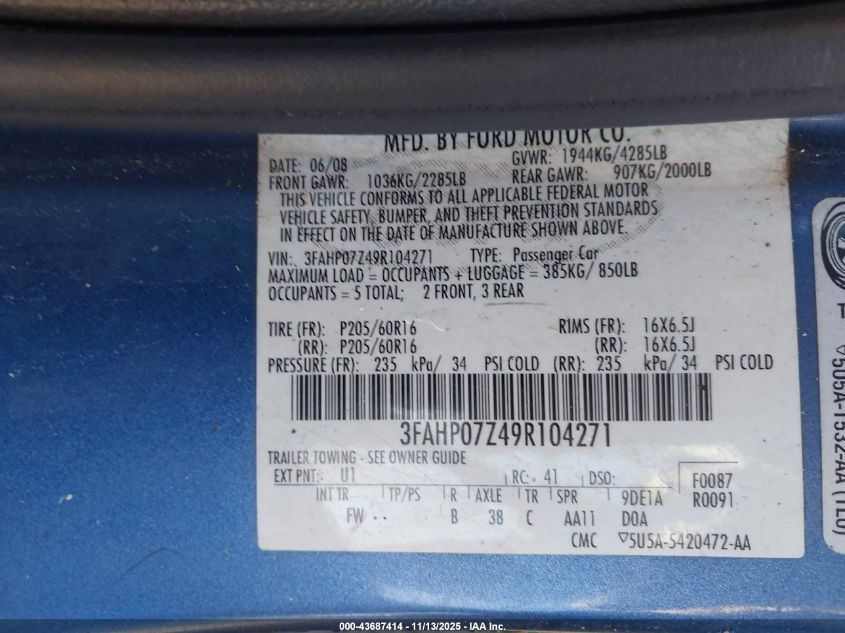 MFD. BY FORD MOTOR CO.
DATE: 06/08 GVWR: 1944KG/4285LB
FRONT GAWR: 1036KG/2285LB REAR GAWR: 907KG/2000LB
THIS VEHICLE CONFORMS TO ALL APPLICABLE FEDERAL MOTOR
VEHICLE SAFETY, BUMPER, AND THEFT PREVENTION STANDARDS
IN EFFECT ON THE DATE OF MANUFACTURE SHOWN ABOVE.
VIN: 3FAHP07Z49R104271 TYPE: Passenger Car
MAXIMUM LOAD = OCCUPANTS + LUGGAGE = 385KG/ 850LB
OCCUPANTS = 5 TOTAL; 2 FRONT, 3 REAR
TIRE (FR): P205/60R16 RIMS (FR): 16X6.5J
(RR): P205/60R16 (RR): 16X6.5J
PRESSURE (FR): 235 kPa/ 34 PSI COLD (RR): 235 kPa/ 34 PSI COLD
3FAHP07Z49R104271
TRAILER TOWING - SEE OWNER GUIDE
EXT PNT: U1 RC: 41 DSO: F0087
INT TR TP/PS R AXLE TR SPR 9DE1A R0091
FW -- - B 38 C AA11 D0A
CMC ▽5U5A-5420472-AA
▽5U5A-1532-AA (TL0)
000-43687414 - 11/13/2025 - IAA Inc.